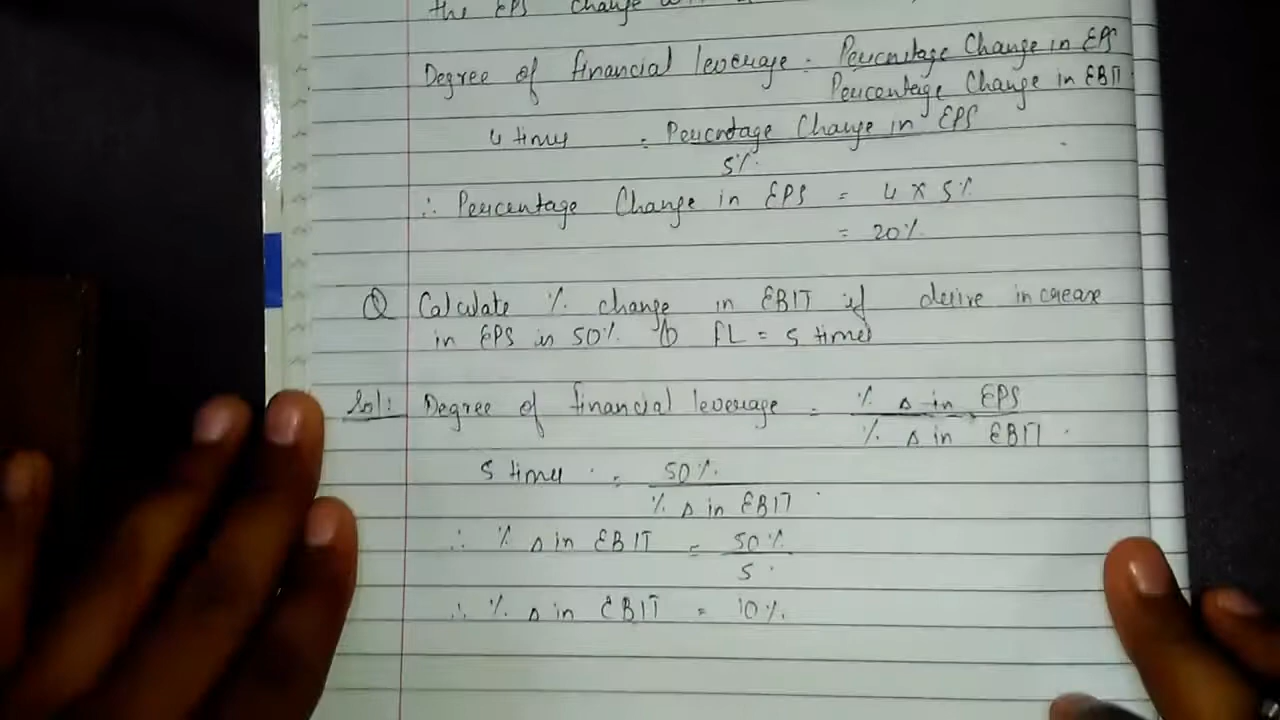 the EPS change
Degree of financial leverage = Percentage Change in EPS
Percentage Change in EBIT
4 times = Percentage Change in EPS
5%
∴ Percentage Change in EPS = 4 × 5%
= 20%
Q Calculate % change in EBIT if desire increase
in EPS is 50% & FL = 5 times
Sol: Degree of financial leverage = % Δ in EPS
% Δ in EBIT
5 times = 50%
% Δ in EBIT
∴ % Δ in EBIT = 50%
5
∴ % Δ in EBIT = 10%